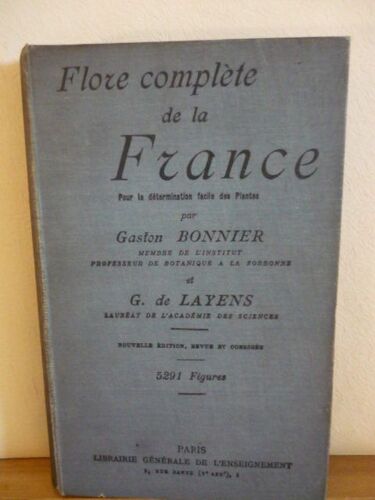 Flore complète
de la
France
Pour la détermination facile des Plantes
par
Gaston BONNIER
MEMBRE DE L'INSTITUT
PROFESSEUR DE BOTANIQUE A LA SORBONNE
et
G. de LAYENS
LAURÉAT DE L'ACADÉMIE DES SCIENCES
NOUVELLE ÉDITION, REVUE ET CORRIGÉE
5291 Figures
PARIS
LIBRAIRIE GÉNÉRALE DE L'ENSEIGNEMENT
RUE DANTE